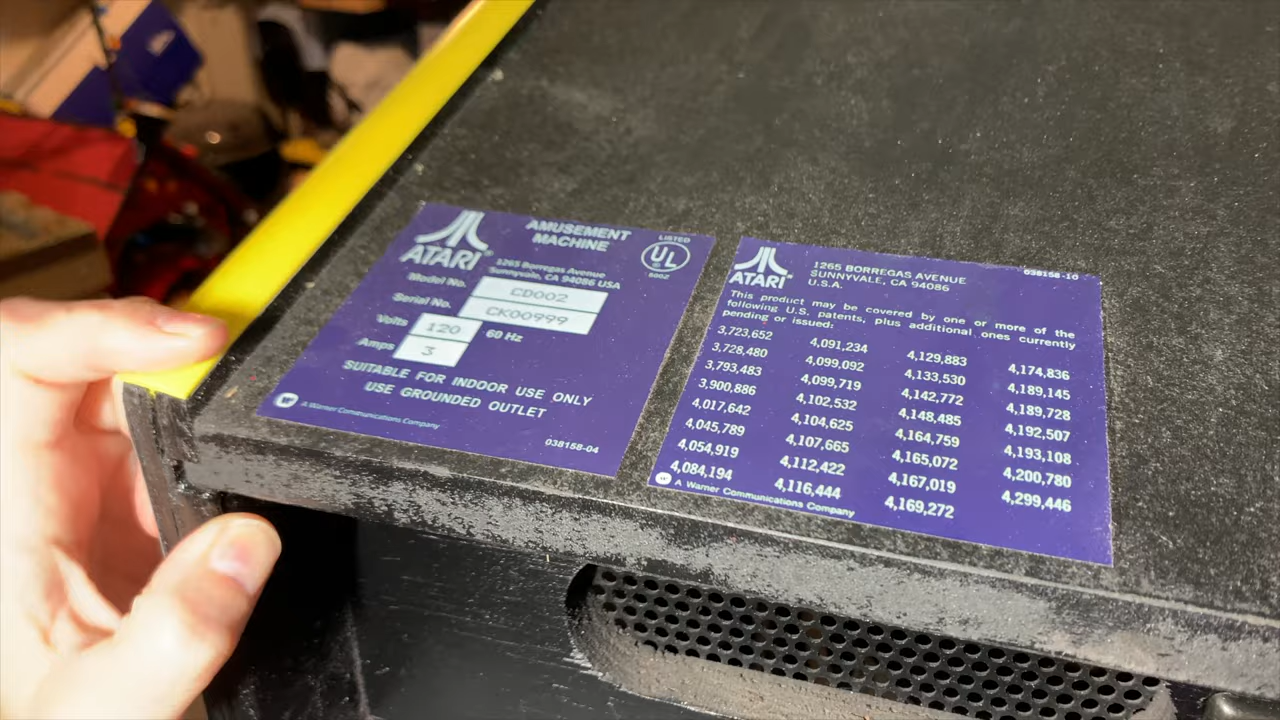 ATARI®
AMUSEMENT
MACHINE
LISTED
UL
®
600Z
1265 Borregas Avenue
Sunnyvale, CA 94086 USA
Model No. CD002
Serial No. CK00999
Volts 120 60 Hz
Amps 3
SUITABLE FOR INDOOR USE ONLY
USE GROUNDED OUTLET
A Warner Communications Company
038158-04
ATARI
1265 BORREGAS AVENUE
SUNNYVALE, CA 94086
U.S.A.
038158-10
This product may be covered by one or more of the
following U.S. patents, plus additional ones currently
pending or issued:
3,723,652 4,091,234 4,129,883 4,174,836
3,728,480 4,099,092 4,133,530 4,189,145
3,793,483 4,099,719 4,142,772 4,189,728
3,900,886 4,102,532 4,148,485 4,192,507
4,017,642 4,104,625 4,164,759 4,193,108
4,045,789 4,107,665 4,165,072 4,200,780
4,054,919 4,112,422 4,167,019 4,299,446
4,084,194 4,116,444 4,169,272
A Warner Communications Company